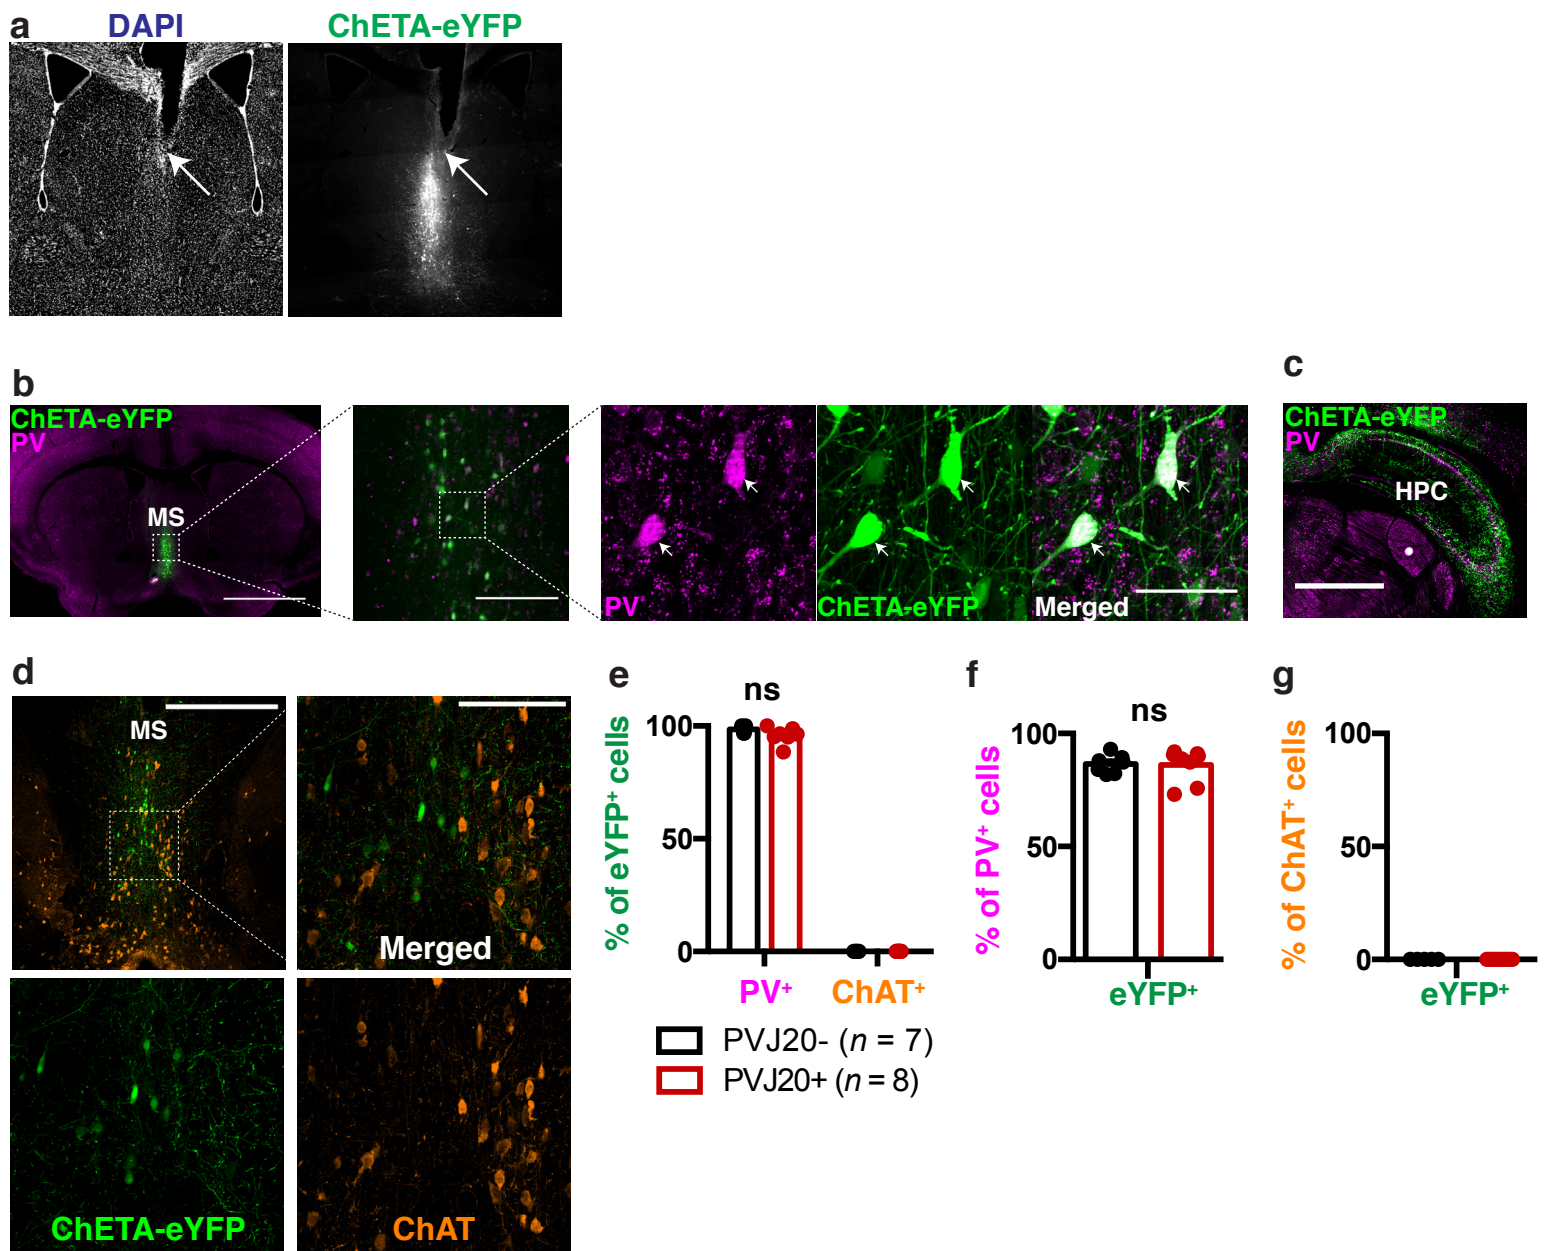 a
DAPI
ChETA-eYFP
b
ChETA-eYFP
PV
MS
PV
ChETA-eYFP
Merged
c
ChETA-eYFP
PV
HPC
d
MS
Merged
ChETA-eYFP
ChAT
e
ns
% of eYFP⁺ cells
100
50
0
PV⁺
ChAT⁺
PVJ20- (n = 7)
PVJ20+ (n = 8)
f
ns
% of PV⁺ cells
100
50
0
eYFP⁺
g
% of ChAT⁺ cells
100
50
0
eYFP⁺